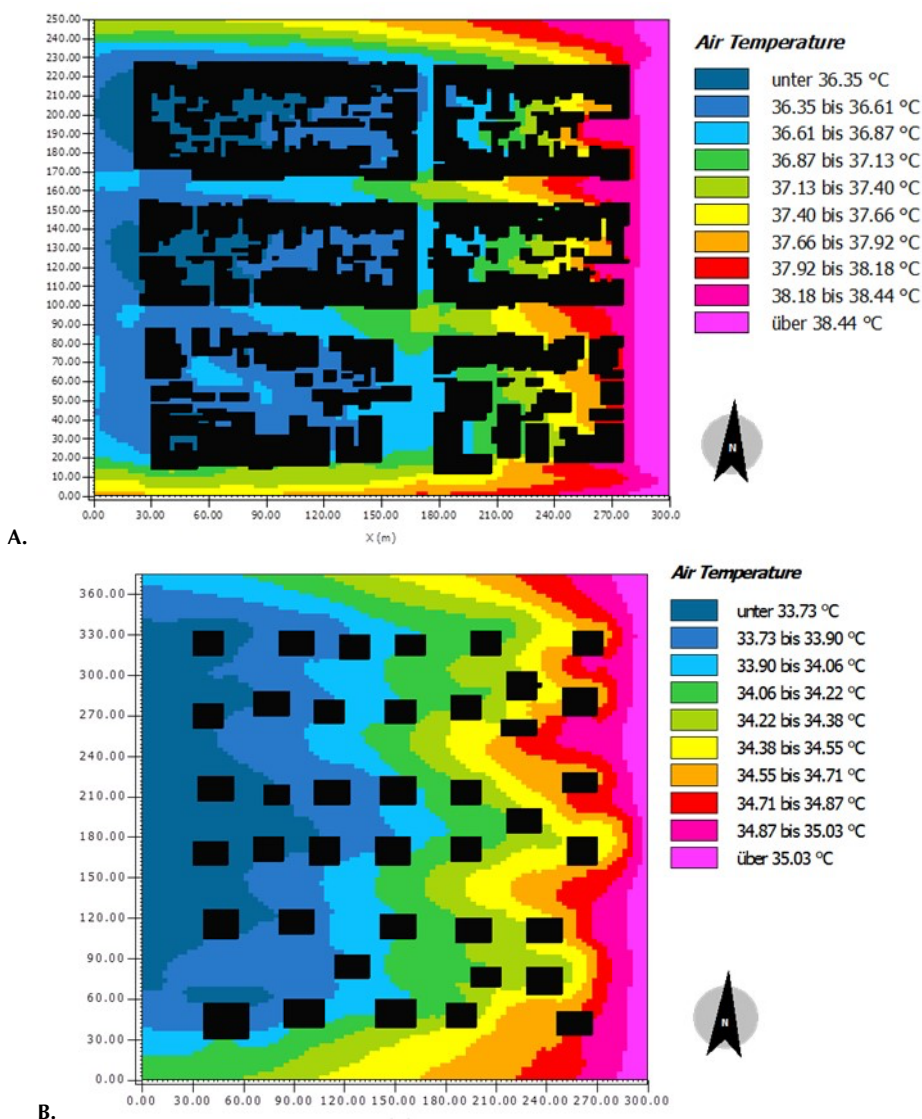 250.00
240.00
230.00
220.00
210.00
200.00
190.00
180.00
170.00
160.00
150.00
140.00
130.00
120.00
110.00
100.00
90.00
80.00
70.00
60.00
50.00
40.00
30.00
20.00
10.00
0.00
0.00 30.00 60.00 90.00 120.00 150.00 180.00 210.00 240.00 270.00 300.0
X (m)
Air Temperature
unter 36.35 °C
36.35 bis 36.61 °C
36.61 bis 36.87 °C
36.87 bis 37.13 °C
37.13 bis 37.40 °C
37.40 bis 37.66 °C
37.66 bis 37.92 °C
37.92 bis 38.18 °C
38.18 bis 38.44 °C
über 38.44 °C
N
A.
360.00
330.00
300.00
270.00
240.00
210.00
180.00
150.00
120.00
90.00
60.00
30.00
0.00
0.00 30.00 60.00 90.00 120.00 150.00 180.00 210.00 240.00 270.00 300.0
Air Temperature
unter 33.73 °C
33.73 bis 33.90 °C
33.90 bis 34.06 °C
34.06 bis 34.22 °C
34.22 bis 34.38 °C
34.38 bis 34.55 °C
34.55 bis 34.71 °C
34.71 bis 34.87 °C
34.87 bis 35.03 °C
über 35.03 °C
N
B.